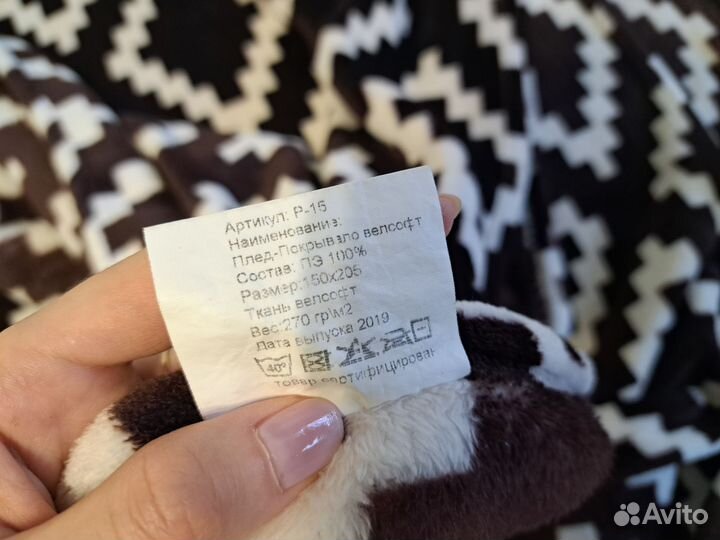 Артикул: Р-15
Наименование:
Плед-Покрывало велсофт
Состав: ПЭ 100%
Размер:150х205
Ткань велсофт
Вес:270 гр\м2
Дата выпуска 2019
40°
товар сертифицирован
Avito